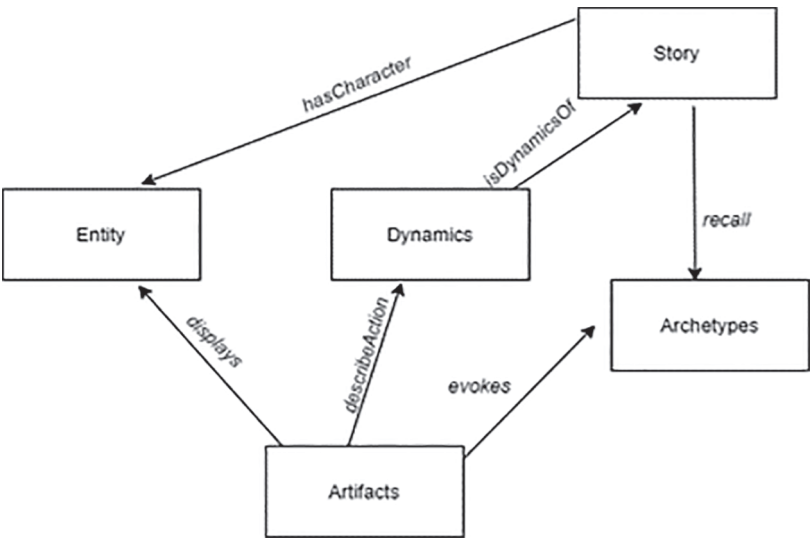 Story
hasCharacter
isDynamicsOf
Entity
Dynamics
recall
Archetypes
displays
describeAction
evokes
Artifacts